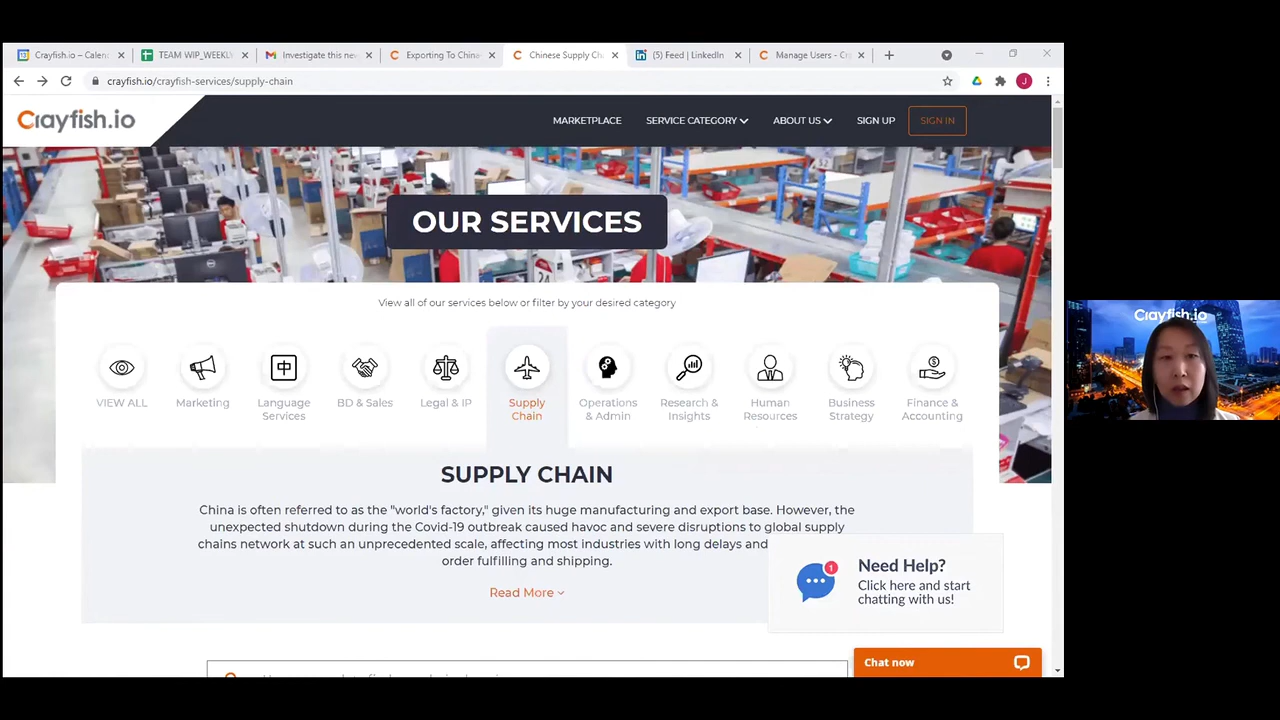 Crayfish.io – Calen
TEAM WIP_WEEKLY
Investigate this new
Exporting To China
Chinese Supply Ch
(5) Feed | LinkedIn
Manage Users - Cr
crayfish.io/crayfish-services/supply-chain
J
Crayfish.io
MARKETPLACE
SERVICE CATEGORY
ABOUT US
SIGN UP
SIGN IN
OUR SERVICES
24
View all of our services below or filter by your desired category
中
VIEW ALL
Marketing
Language
Services
BD & Sales
Legal & IP
Supply
Chain
Operations
& Admin
Research &
Insights
Human
Resources
Business
Strategy
Finance &
Accounting
SUPPLY CHAIN
China is often referred to as the "world's factory," given its huge manufacturing and export base. However, the
unexpected shutdown during the Covid-19 outbreak caused havoc and severe disruptions to global supply
chains network at such an unprecedented scale, affecting most industries with long delays and
order fulfilling and shipping.
Read More
1
Need Help?
Click here and start
chatting with us!
Chat now
Crayfish.io